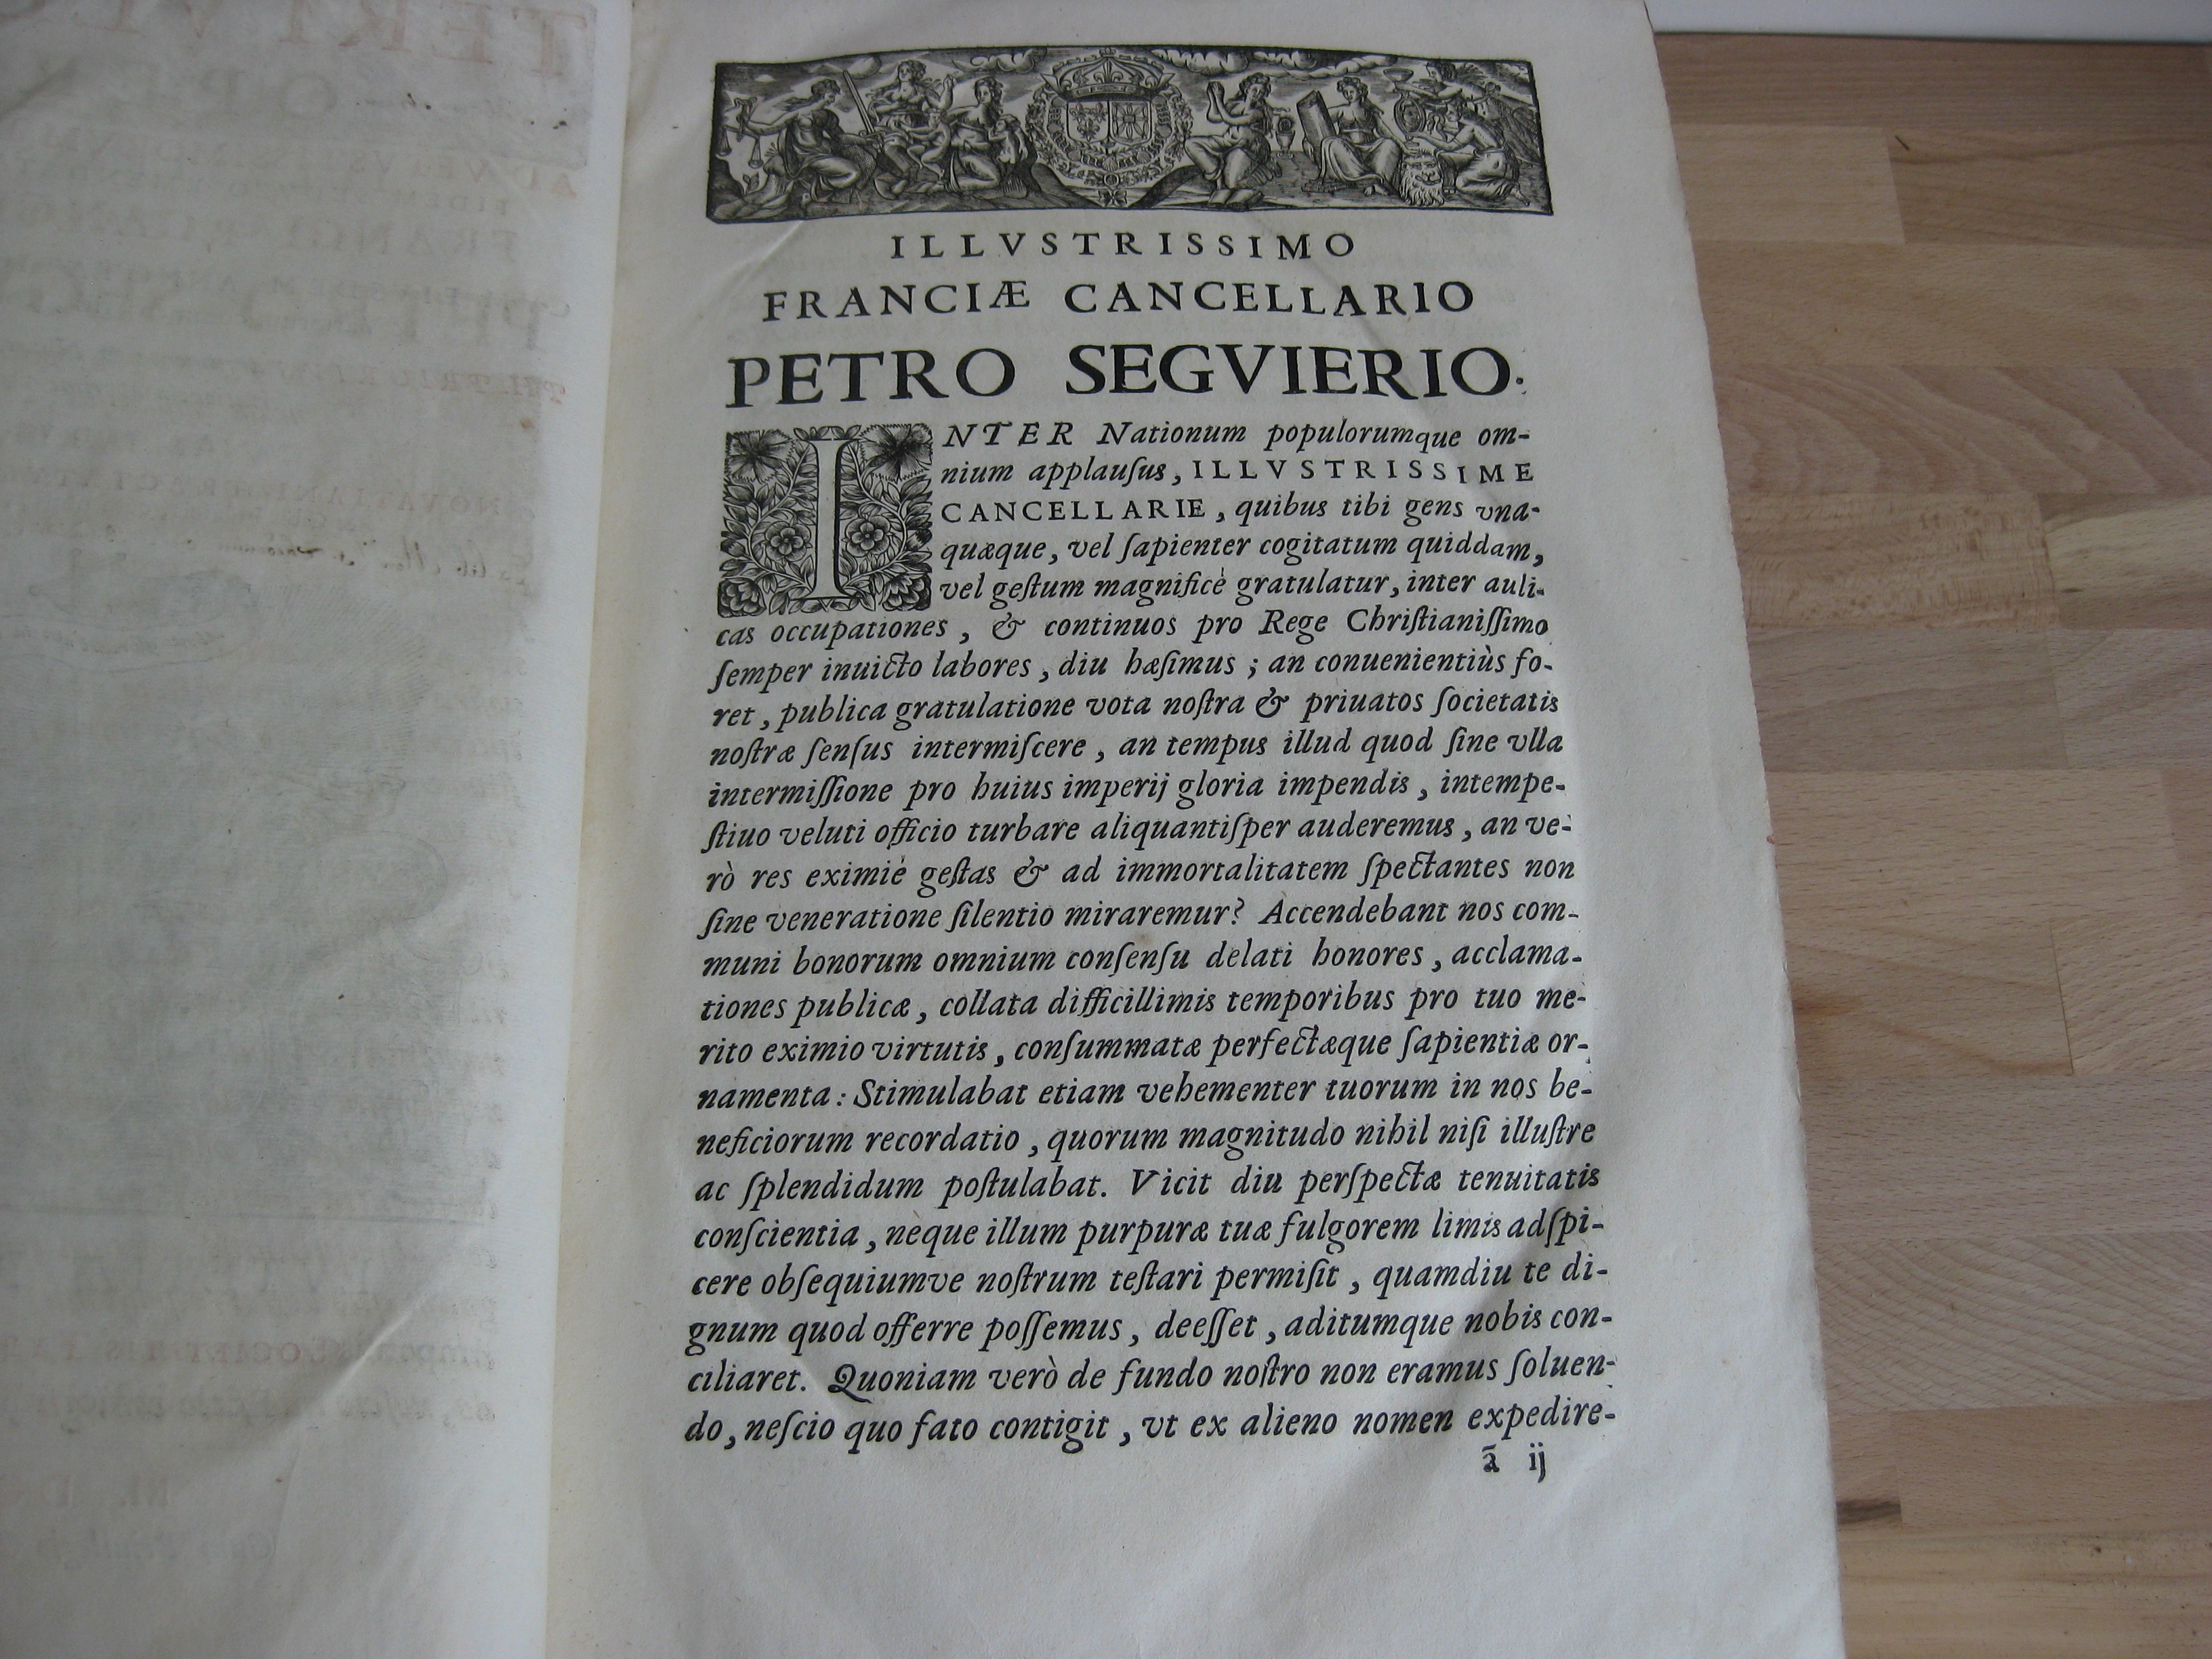 ILLVSTRISSIMO
FRANCIÆ CANCELLARIO
PETRO SEGVIERIO.
INTER Nationum populorumque om-
nium applauſus, ILLVSTRISSIME
CANCELLARIE, quibus tibi gens vna-
quæque, vel ſapienter cogitatum quiddam,
vel geſtum magnificè gratulatur, inter auli-
cas occupationes, & continuos pro Rege Chriſtianiſſimo
ſemper inuicto labores, diu hæſimus; an conuenientiùs fo-
ret, publica gratulatione vota noſtra & priuatos ſocietatis
noſtræ ſenſus intermiſcere, an tempus illud quod ſine vlla
intermiſſione pro huius imperij gloria impendis, intempe-
ſtiuo veluti officio turbare aliquantiſper auderemus, an ve-
rò res eximiè geſtas & ad immortalitatem ſpectantes non
ſine veneratione ſilentio miraremur? Accendebant nos com-
muni bonorum omnium conſenſu delati honores, acclama-
tiones publicæ, collata difficillimis temporibus pro tuo me-
rito eximio virtutis, conſummatæ perfectæque ſapientiæ or-
namenta: Stimulabat etiam vehementer tuorum in nos be-
neficiorum recordatio, quorum magnitudo nihil niſi illuſtre
ac ſplendidum poſtulabat. Vicit diu perſpectæ tenuitatis
conſcientia, neque illum purpuræ tuæ fulgorem limis adſpi-
cere obſequiumve noſtrum teſtari permiſit, quamdiu te di-
gnum quod offerre poſſemus, deeſſet, aditumque nobis con-
ciliaret. Quoniam verò de fundo noſtro non eramus ſoluen-
do, neſcio quo fato contigit, vt ex alieno nomen expedire-
ã ij